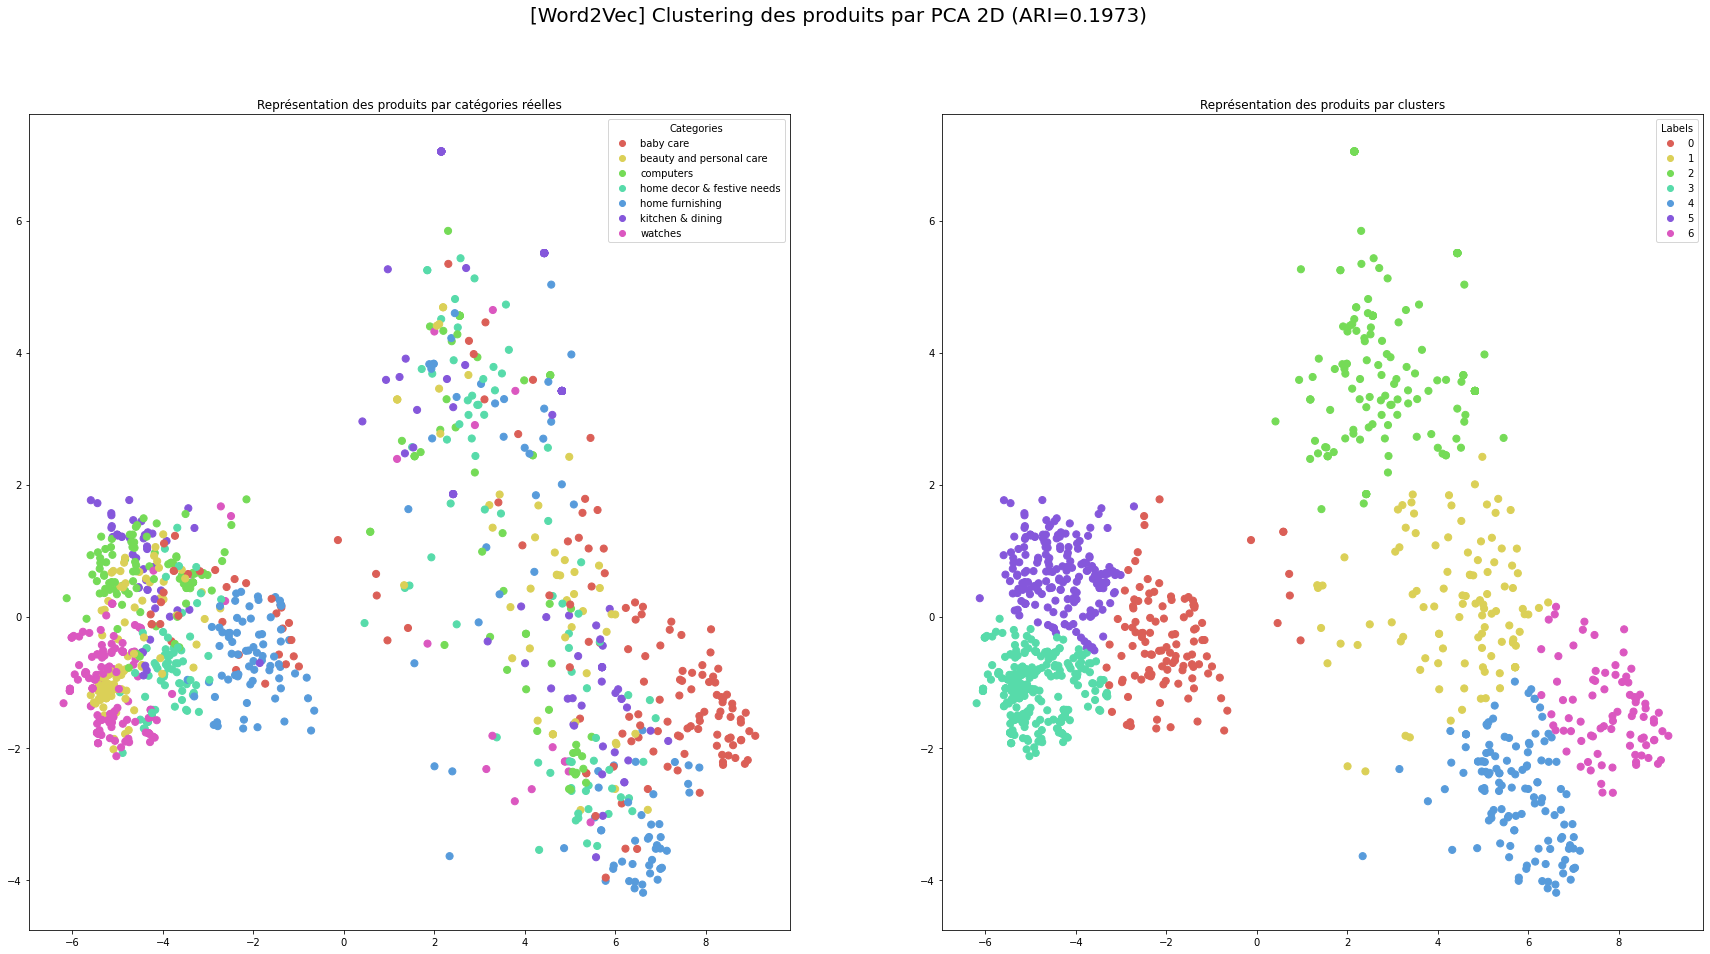 [Word2Vec] Clustering des produits par PCA 2D (ARI=0.1973)
Représentation des produits par catégories réelles
Categories
baby care
beauty and personal care
computers
home decor & festive needs
home furnishing
kitchen & dining
watches
6
4
2
0
−2
−4
−6
−4
−2
0
2
4
6
8
Représentation des produits par clusters
Labels
0
1
2
3
4
5
6
6
4
2
0
−2
−4
−6
−4
−2
0
2
4
6
8